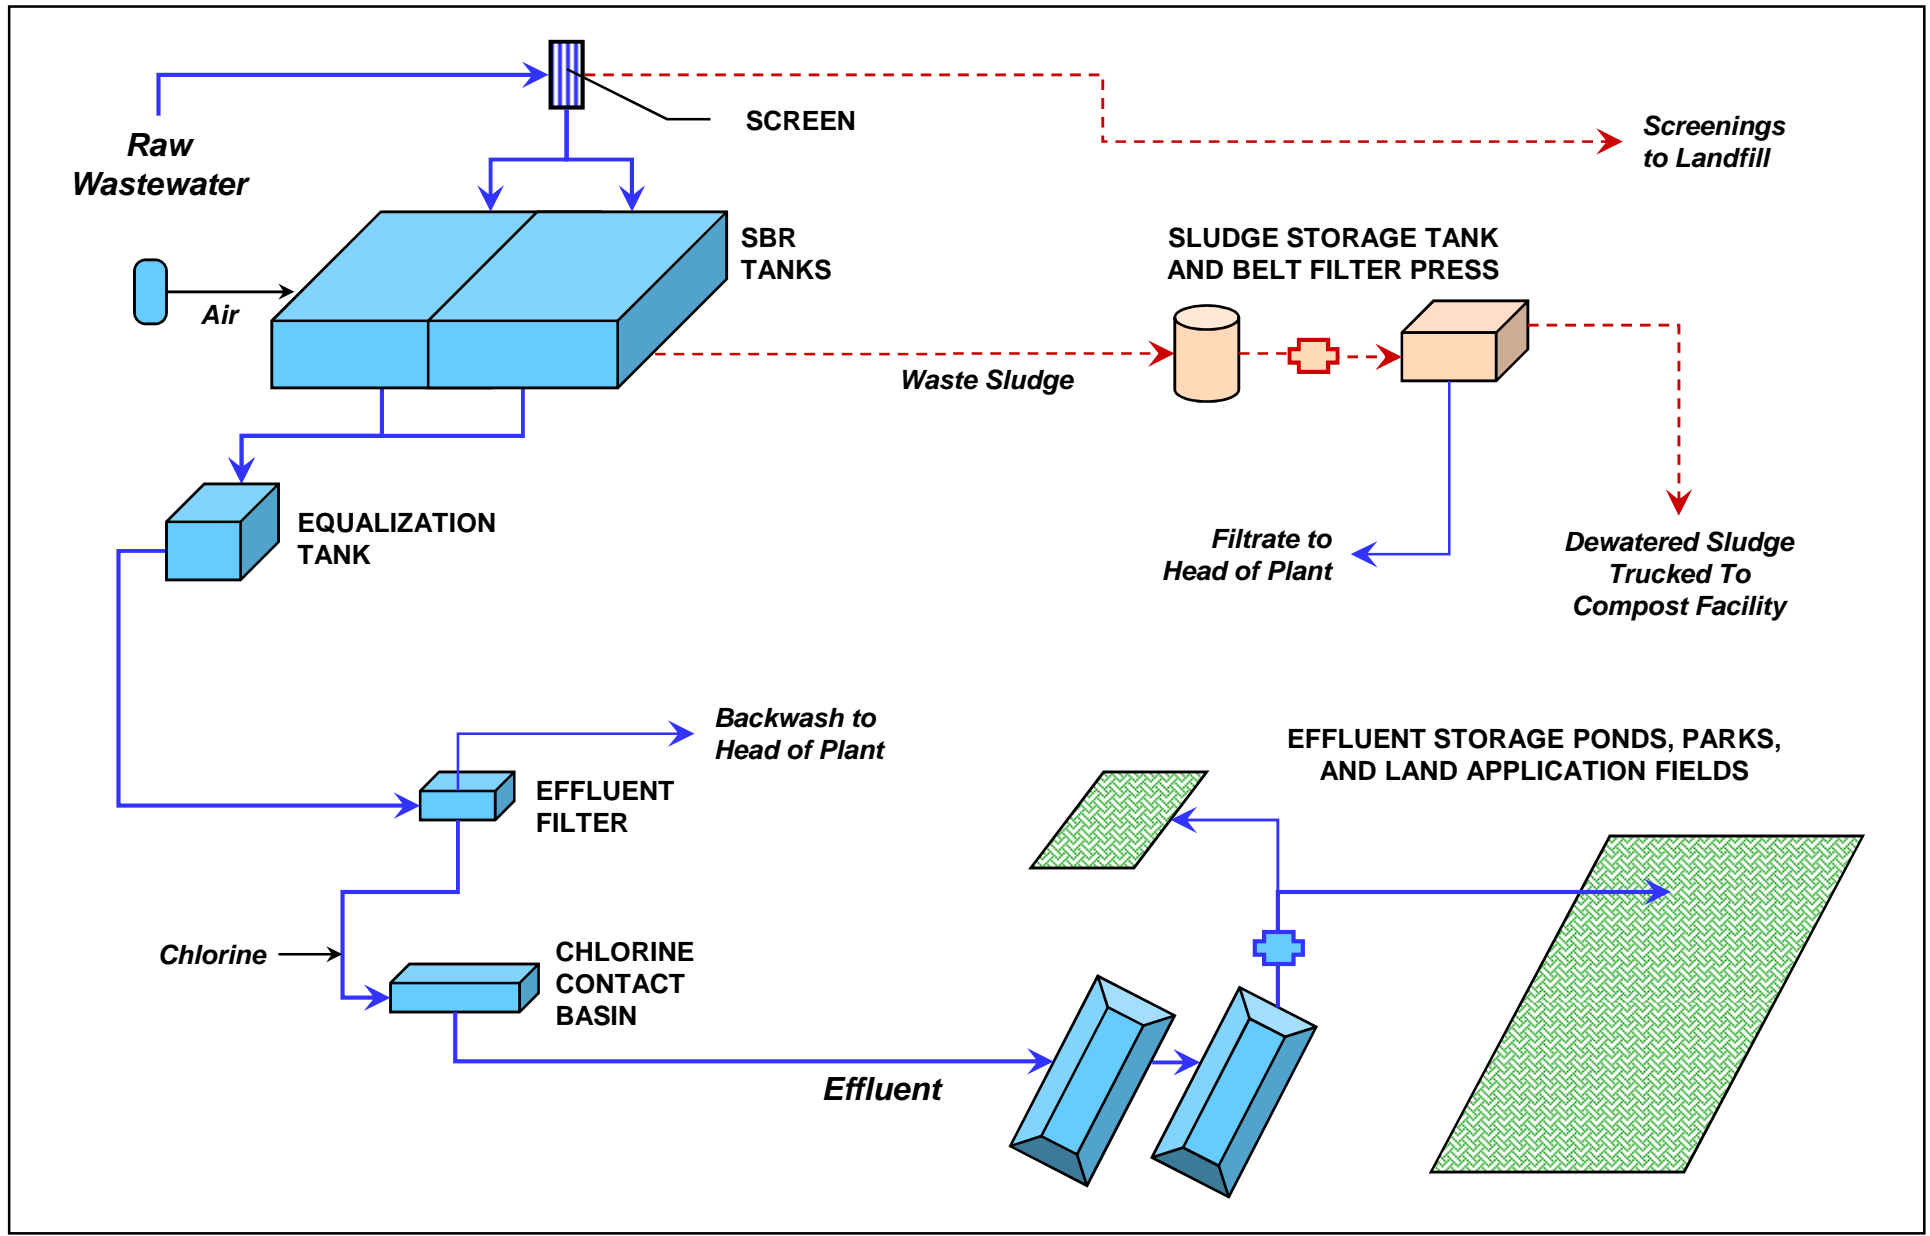 SCREEN
Raw
Wastewater
Screenings
to Landfill
SBR
TANKS
Air
SLUDGE STORAGE TANK
AND BELT FILTER PRESS
Waste Sludge
EQUALIZATION
TANK
Filtrate to
Head of Plant
Dewatered Sludge
Trucked To
Compost Facility
Backwash to
Head of Plant
EFFLUENT
FILTER
EFFLUENT STORAGE PONDS, PARKS,
AND LAND APPLICATION FIELDS
Chlorine
CHLORINE
CONTACT
BASIN
Effluent